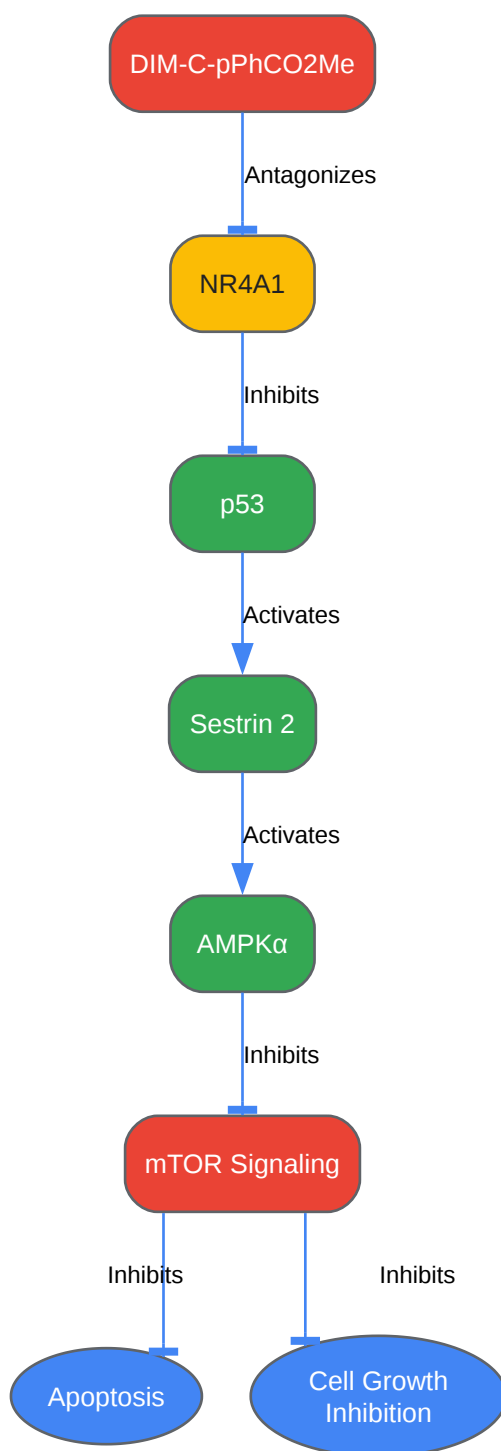 DIM-C-pPhCO2Me
Antagonizes
NR4A1
Inhibits
p53
Activates
Sestrin 2
Activates
AMPKα
Inhibits
mTOR Signaling
Inhibits
Inhibits
Apoptosis
Cell Growth
Inhibition